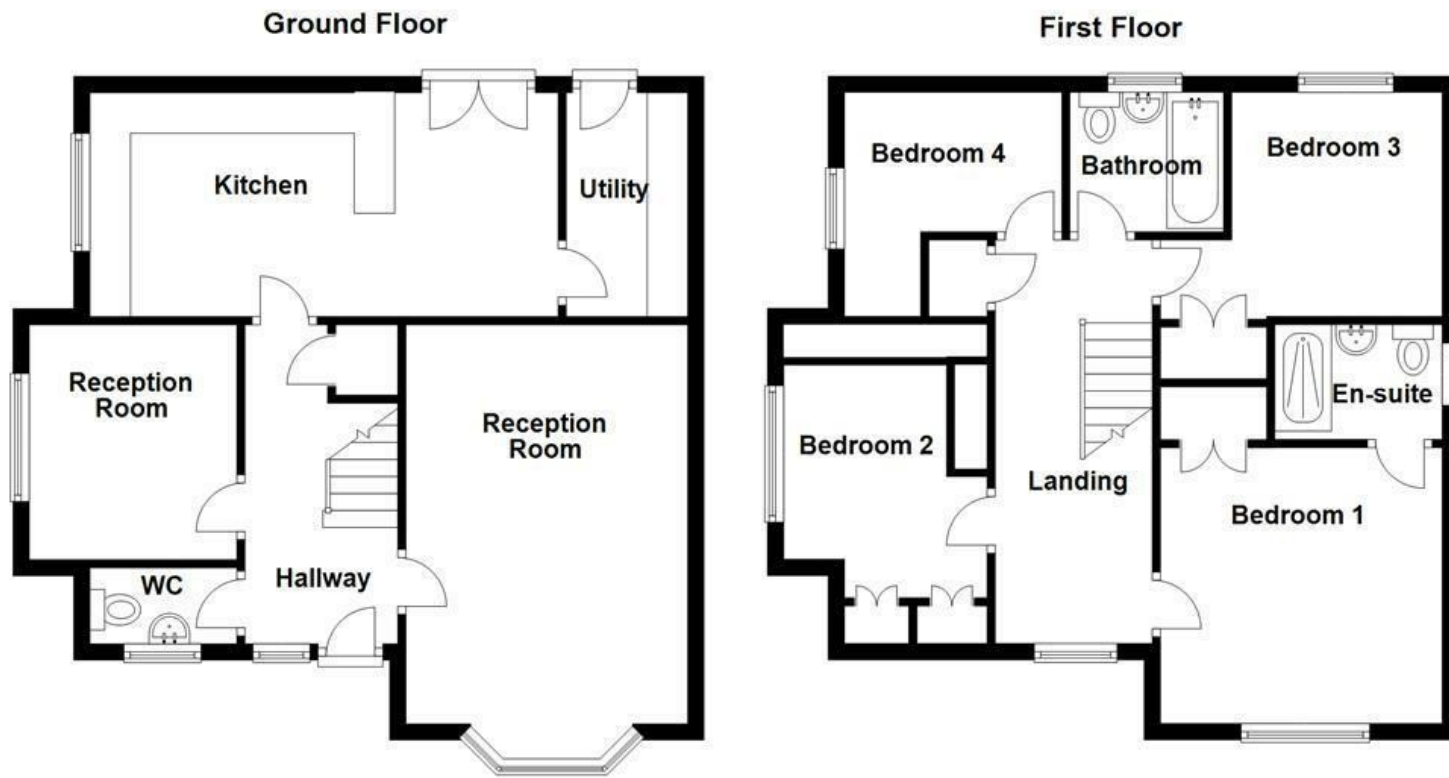 Ground Floor
Kitchen
Utility
Reception
Room
Reception
Room
WC
Hallway
First Floor
Bedroom 4
Bathroom
Bedroom 3
En-suite
Bedroom 2
Landing
Bedroom 1